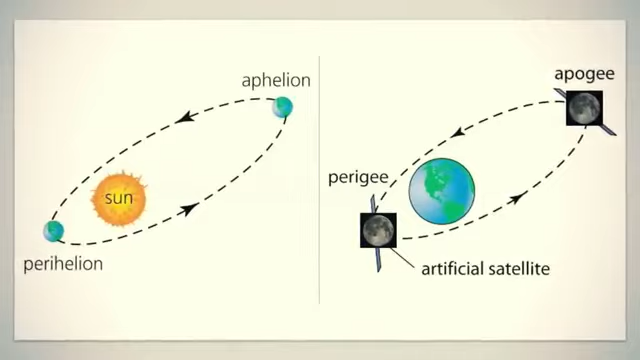 aphelion
sun
perihelion
apogee
perigee
artificial satellite